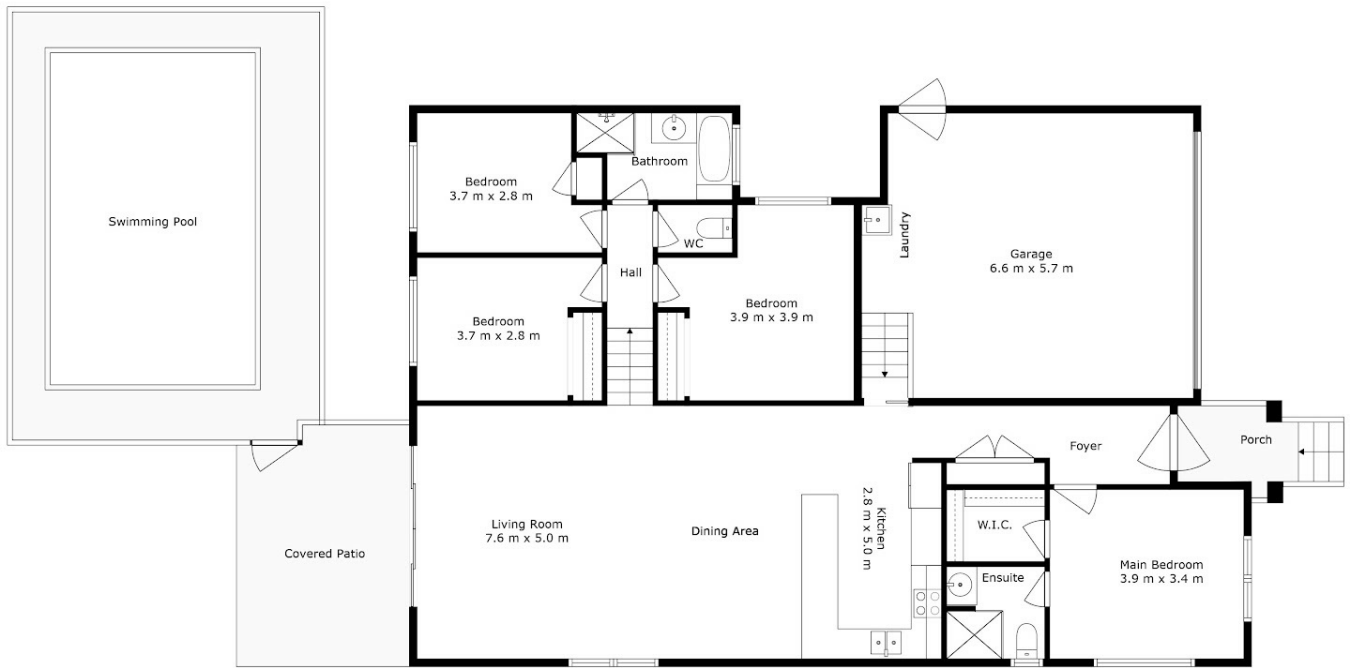 Swimming Pool
Bedroom
3.7 m x 2.8 m
Bathroom
WC
Hall
Bedroom
3.7 m x 2.8 m
Bedroom
3.9 m x 3.9 m
Laundry
Garage
6.6 m x 5.7 m
Foyer
Porch
Covered Patio
Living Room
7.6 m x 5.0 m
Dining Area
Kitchen
2.8 m x 5.0 m
W.I.C.
Ensuite
Main Bedroom
3.9 m x 3.4 m